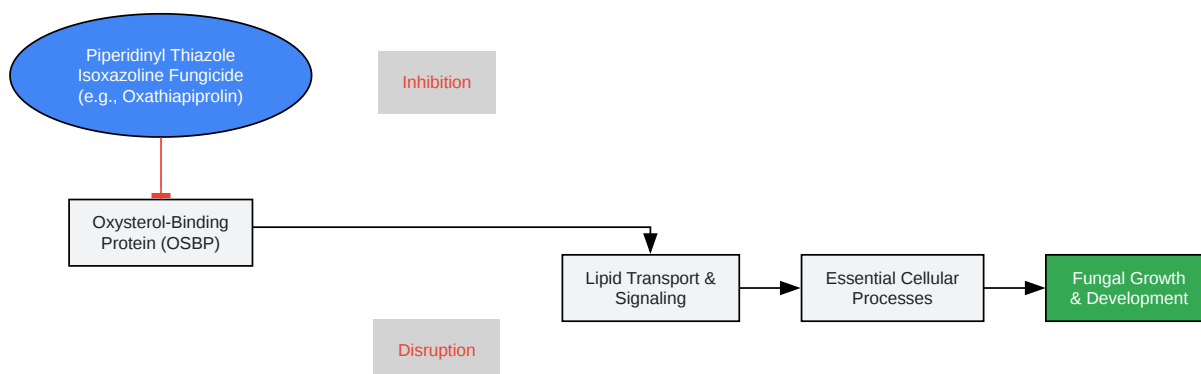 Piperidinyl Thiazole
Isoxazoline Fungicide
(e.g., Oxathiapiprolin)
Inhibition
Oxysterol-Binding
Protein (OSBP)
Lipid Transport &
Signaling
Essential Cellular
Processes
Fungal Growth
& Development
Disruption